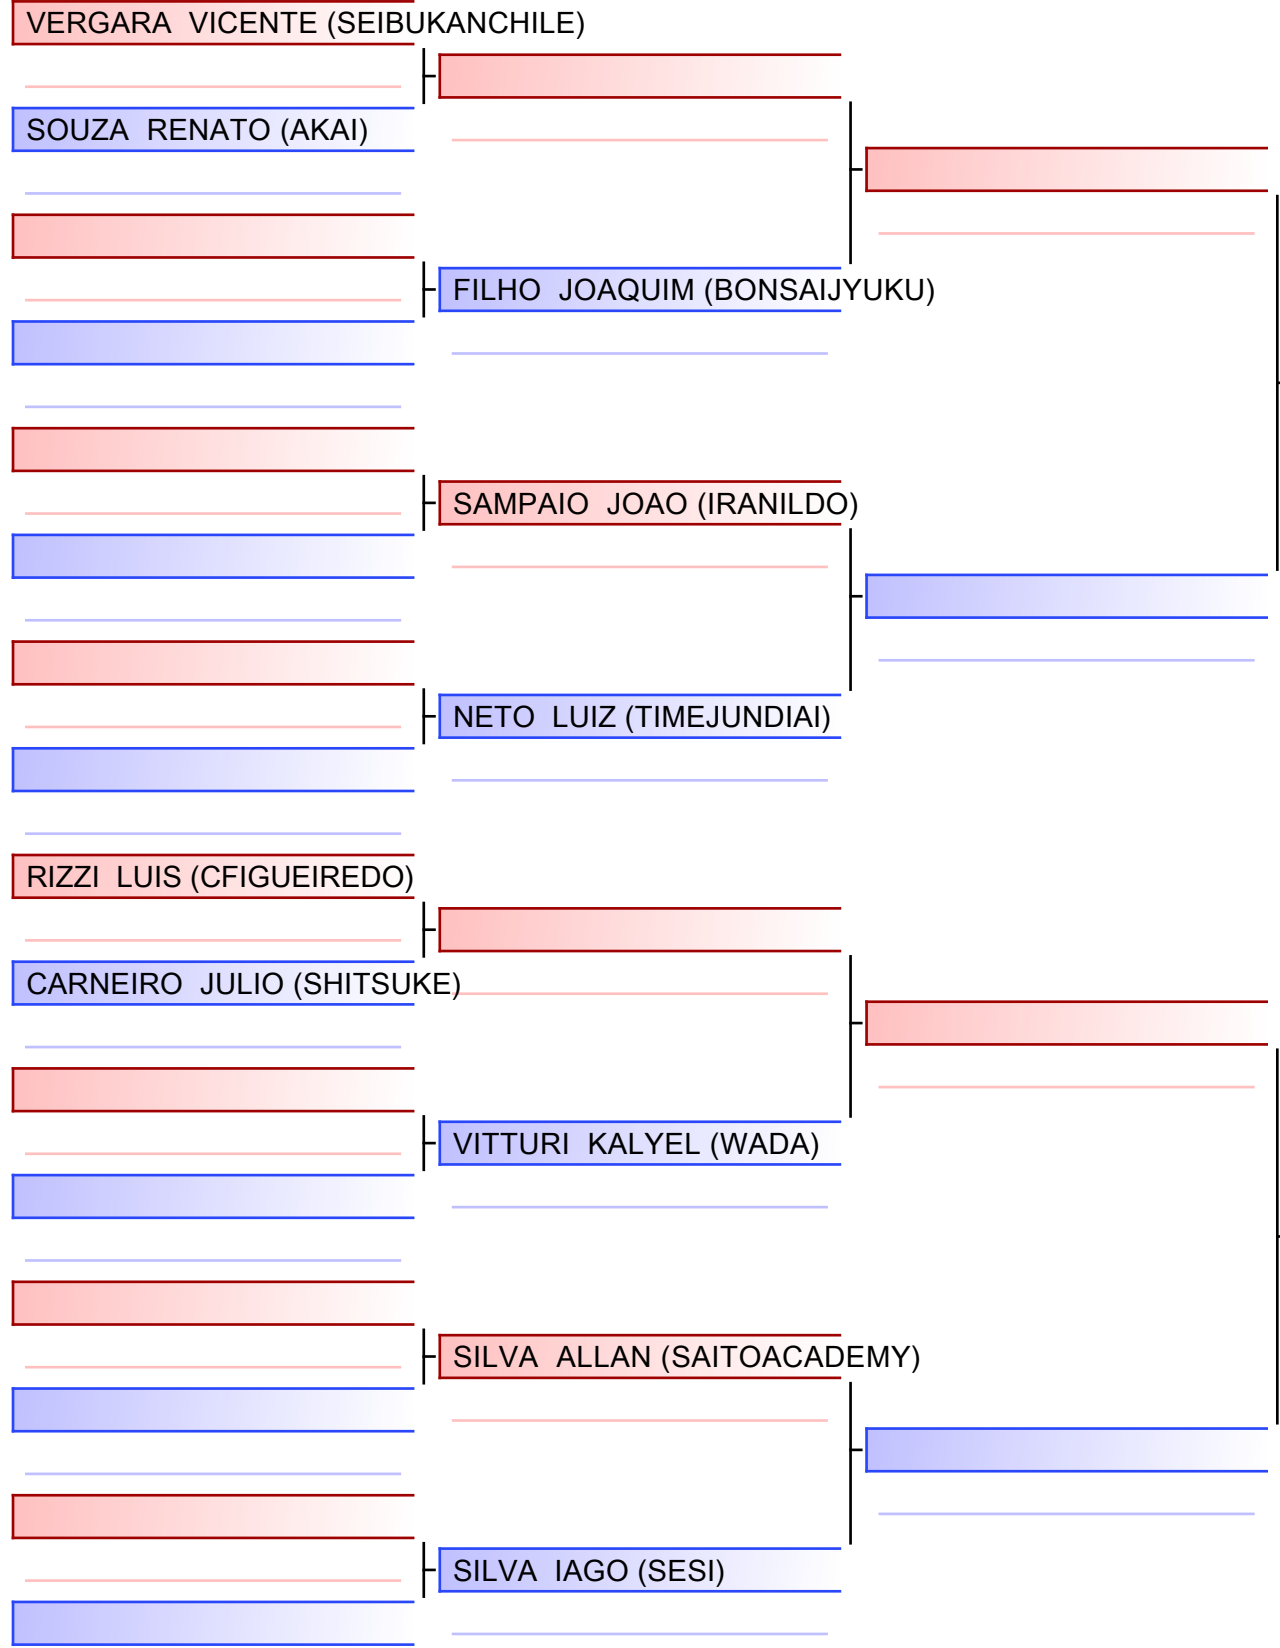 VERGARA  VICENTE (SEIBUKANCHILE)
SOUZA  RENATO (AKAI)
FILHO  JOAQUIM (BONSAIJYUKU)
SAMPAIO  JOAO (IRANILDO)
NETO  LUIZ (TIMEJUNDIAI)
RIZZI  LUIS (CFIGUEIREDO)
CARNEIRO  JULIO (SHITSUKE)
VITTURI  KALYEL (WADA)
SILVA  ALLAN (SAITOACADEMY)
SILVA  IAGO (SESI)